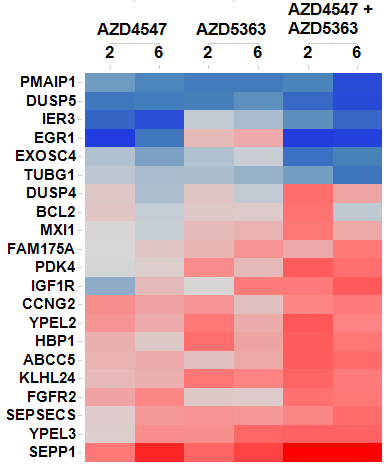 AZD4547 AZD5363 AZD4547 + AZD5363
2 6 2 6 2 6
PMAIP1
DUSP5
IER3
EGR1
EXOSC4
TUBG1
DUSP4
BCL2
MXI1
FAM175A
PDK4
IGF1R
CCNG2
YPEL2
HBP1
ABCC5
KLHL24
FGFR2
SEPSECS
YPEL3
SEPP1